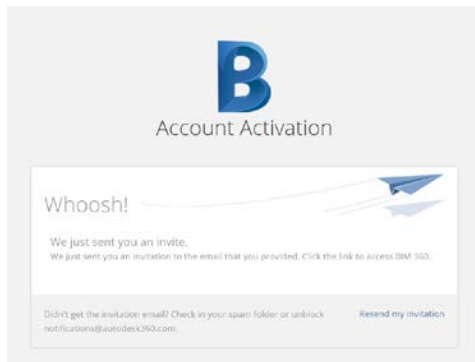 B
Account Activation
Whoosh!
We just sent you an invite.
We just sent you an invitation to the email that you provided. Click the link to access BIM 360.
Didn't get the invitation email? Check in your spam folder or unblock
notifications@autodesk360.com.
Resend my invitation